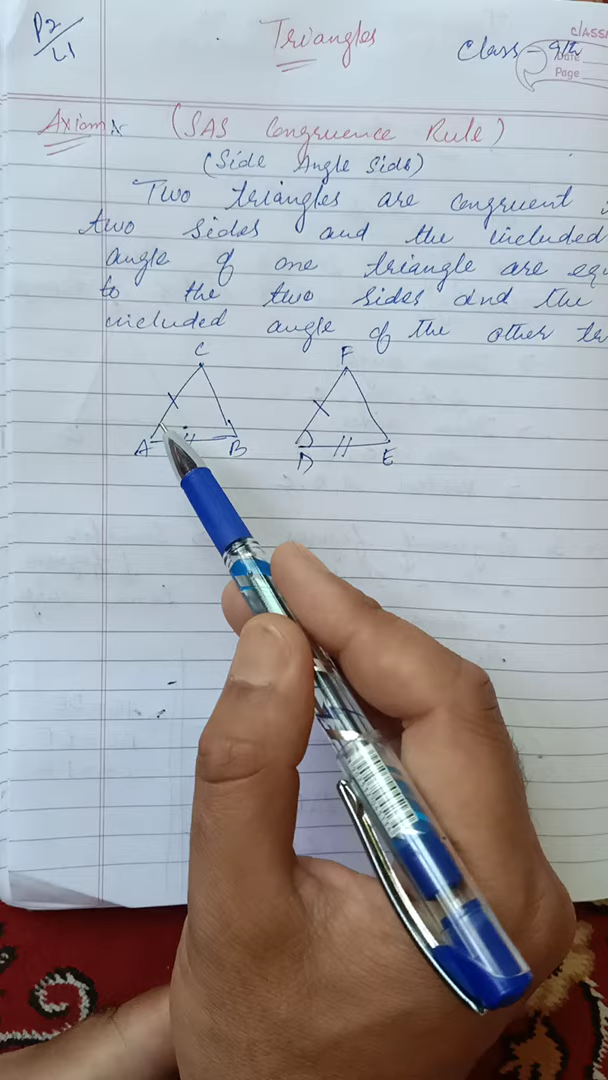 P2/L1
Triangles
Class - 9th
Date
Page
Axiom :- (SAS Congruence Rule)
(Side Angle Side)
Two triangles are congruent
two sides and the included
angle of one triangle are equ
to the two sides and the
included angle of the other
C F
A B D E